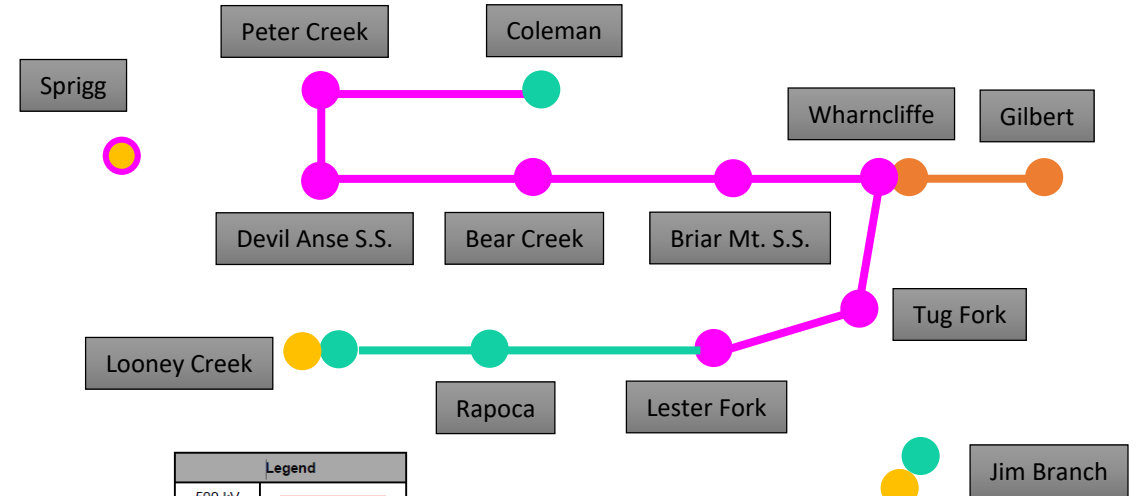 Peter Creek
Coleman
Sprigg
Wharncliffe
Gilbert
Devil Anse S.S.
Bear Creek
Briar Mt. S.S.
Tug Fork
Looney Creek
Rapoca
Lester Fork
Legend
Jim Branch